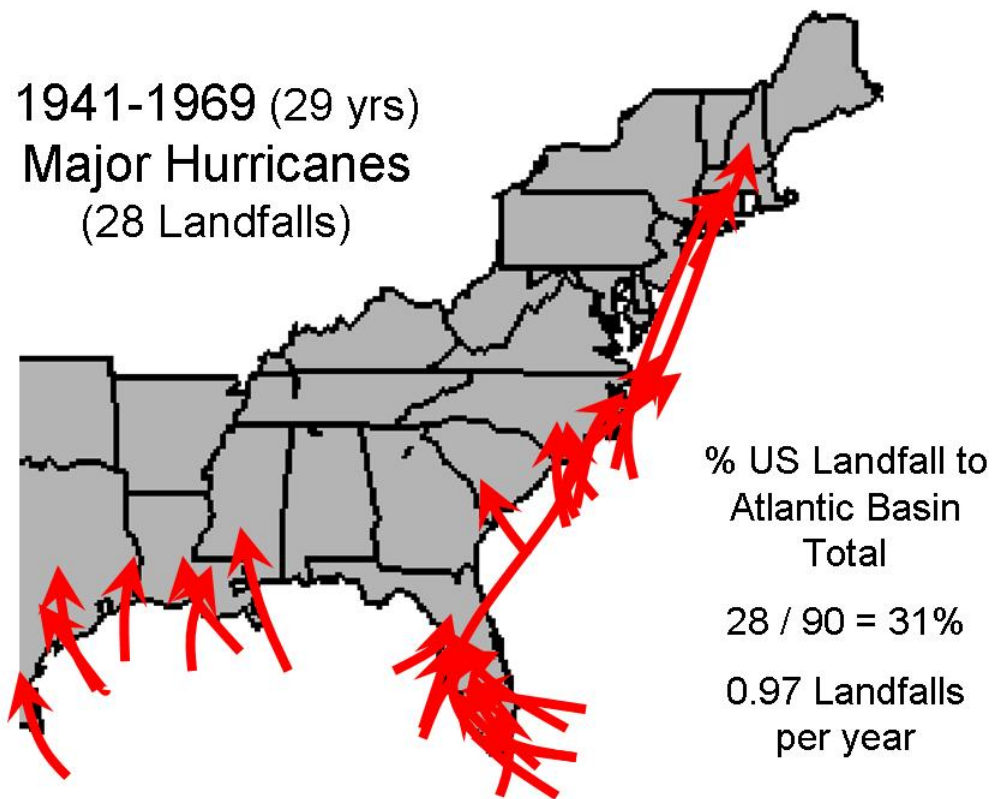 1941-1969 (29 yrs)
Major Hurricanes
(28 Landfalls)
% US Landfall to
Atlantic Basin
Total
28 / 90 = 31%
0.97 Landfalls
per year